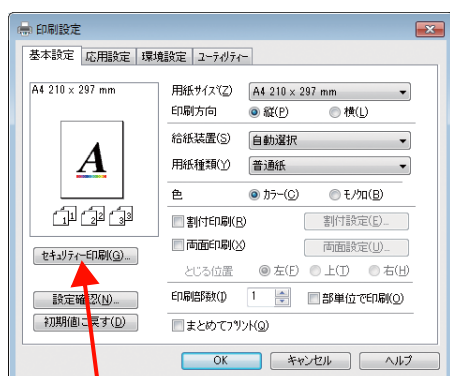 印刷設定
基本設定 応用設定 環境設定 ユーティリティー
A4 210 x 297 mm
用紙サイズ(Z) A4 210 x 297 mm
印刷方向 縦(P) 横(L)
給紙装置(S) 自動選択
用紙種類(Y) 普通紙
色 カラー(C) モノクロ(B)
割付印刷(R) 割付設定(E)...
両面印刷(X) 両面設定(U)...
とじる位置 左(F) 上(T) 右(H)
印刷部数(I) 1 部単位で印刷(O)
まとめてプリント(Q)
A
1 2 3
セキュリティー印刷(G)...
設定確認(N)...
初期値に戻す(D)
OK キャンセル ヘルプ